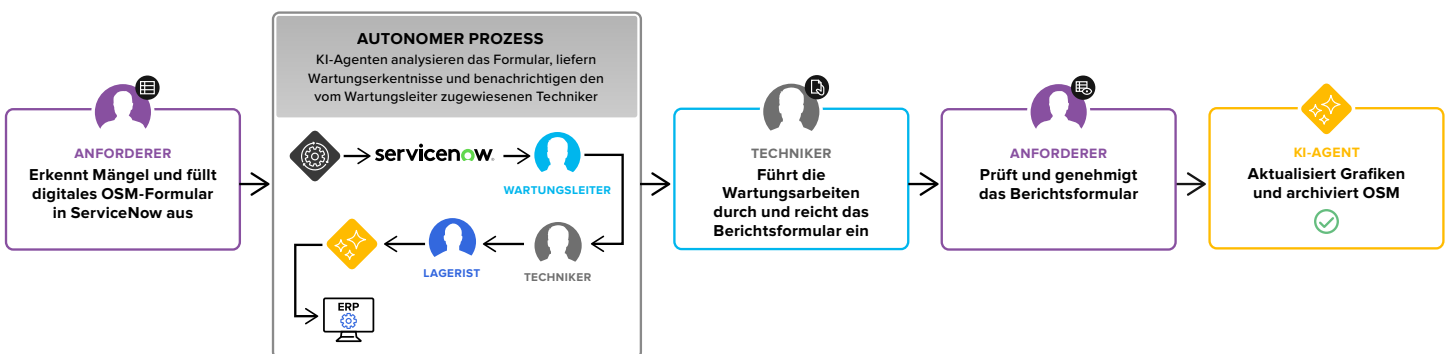 ANFORDERER
Erkennt Mängel und füllt
digitales OSM-Formular
in ServiceNow aus
AUTONOMER PROZESS
KI-Agenten analysieren das Formular, liefern
Wartungserkenntnisse und benachrichtigen den
vom Wartungsleiter zugewiesenen Techniker
servicenow.
WARTUNGSLEITER
TECHNIKER
LAGERIST
ERP
TECHNIKER
Führt die
Wartungsarbeiten
durch und reicht das
Berichtsformular ein
ANFORDERER
Prüft und genehmigt
das Berichtsformular
KI-AGENT
Aktualisiert Grafiken
und archiviert OSM